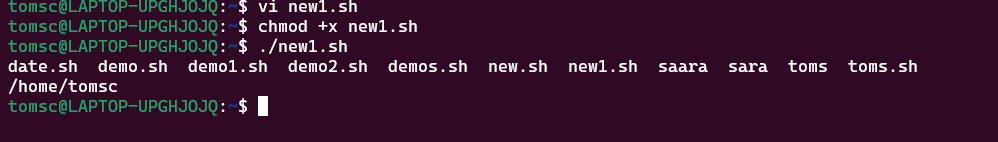 tomsc@LAPTOP-UPGHJOJQ:~$ vi new1.sh
tomsc@LAPTOP-UPGHJOJQ:~$ chmod +x new1.sh
tomsc@LAPTOP-UPGHJOJQ:~$ ./new1.sh
date.sh  demo.sh  demo1.sh  demo2.sh  demos.sh  new.sh  new1.sh  saara  sara  toms  toms.sh
/home/tomsc
tomsc@LAPTOP-UPGHJOJQ:~$